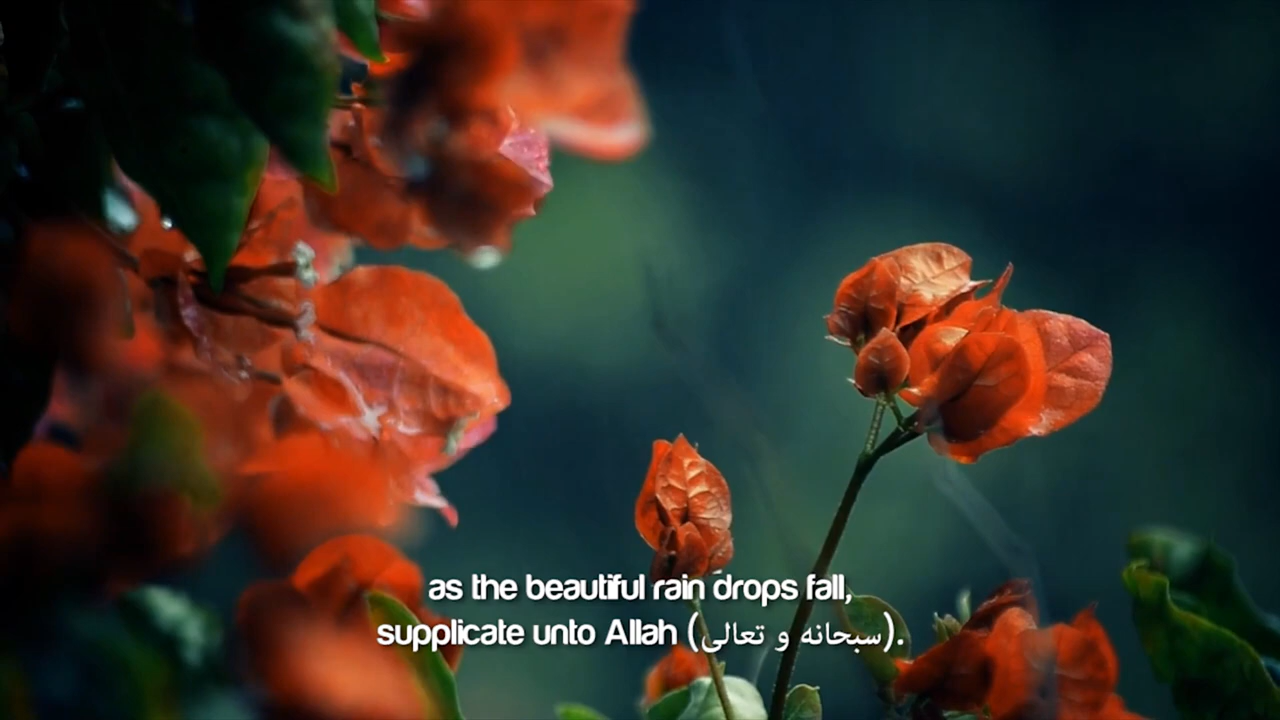 as the beautiful rain drops fall,
supplicate unto Allah (سبحانه و تعالى).